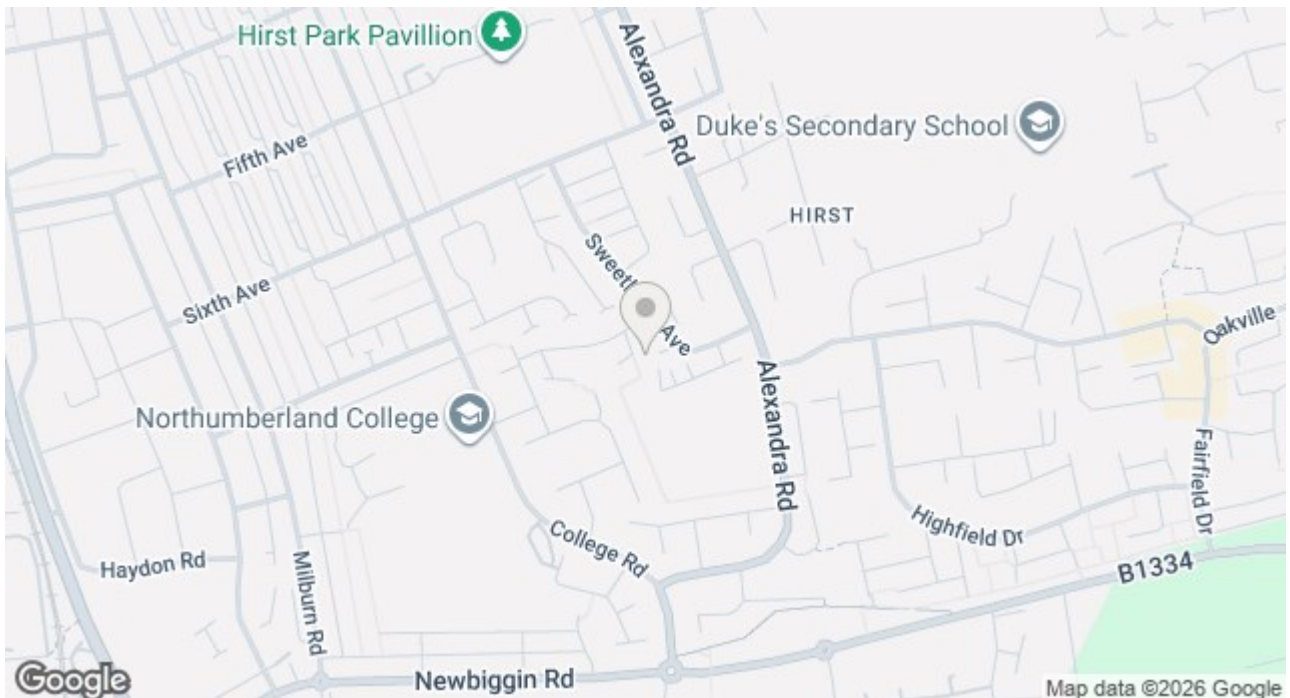 Hirst Park Pavillion
Alexandra Rd
Duke's Secondary School
Fifth Ave
HIRST
Sweeth
Ave
Sixth Ave
Oakville
Northumberland College
Alexandra Rd
Fairfield Dr
Highfield Dr
College Rd
Haydon Rd
Milburn Rd
B1334
Newbiggin Rd
Google
Map data ©2026 Google